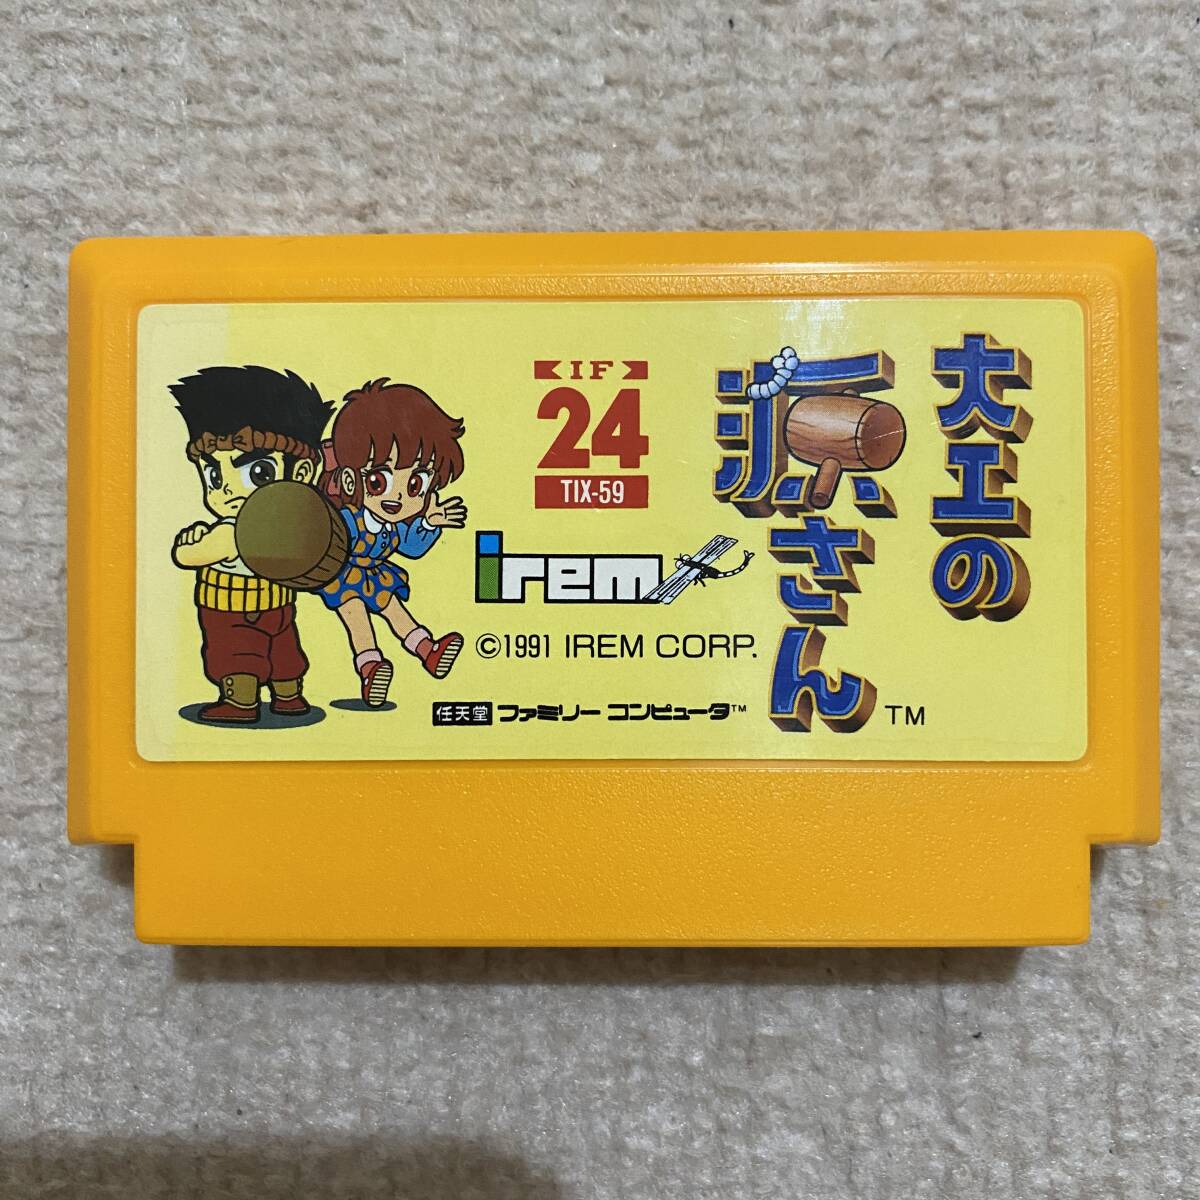 大工の
源さん
TM
IF
24
TIX-59
irem
©1991 IREM CORP.
任天堂 ファミリー コンピュータ™